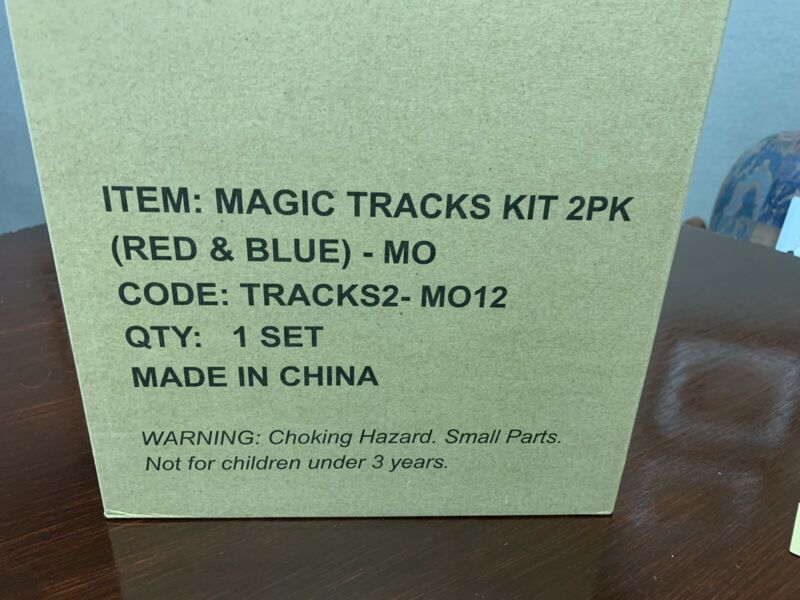 ITEM: MAGIC TRACKS KIT 2PK
(RED & BLUE) - MO
CODE: TRACKS2- MO12
QTY: 1 SET
MADE IN CHINA
WARNING: Choking Hazard. Small Parts.
Not for children under 3 years.